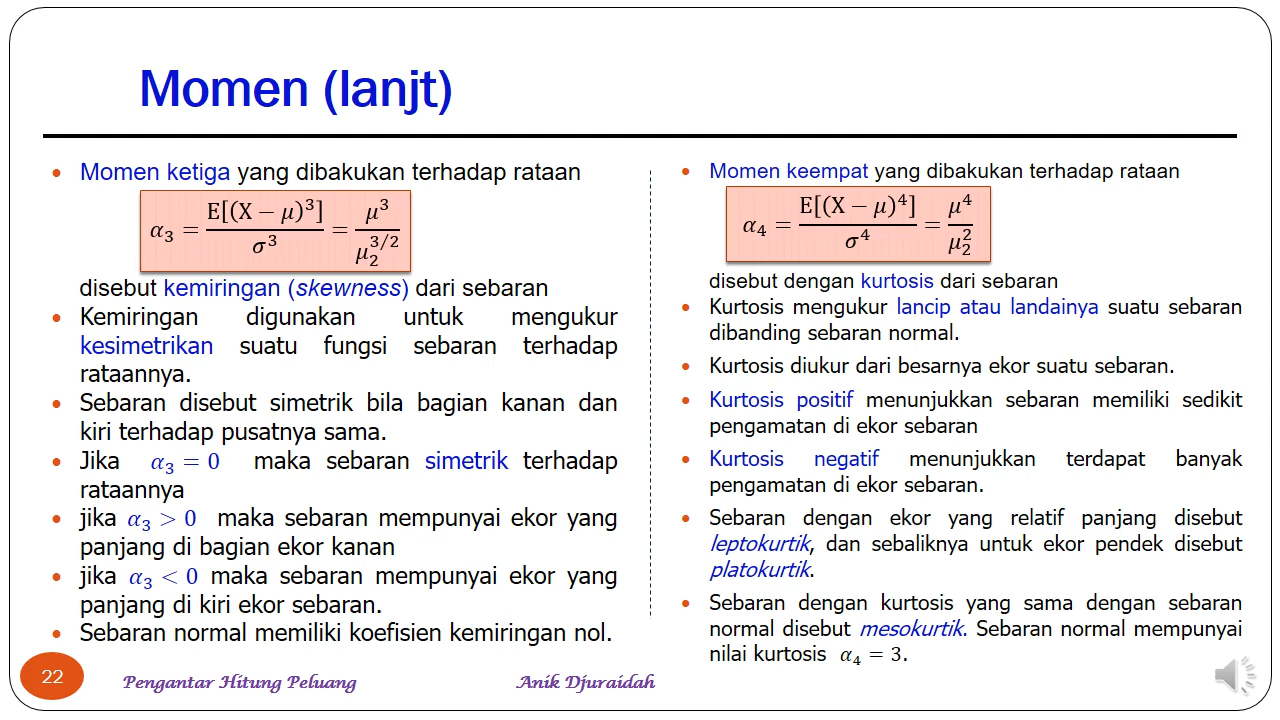 Momen (lanjt)
• Momen ketiga yang dibakukan terhadap rataan
α₃ = E[(X − μ)³] / σ³ = μ³ / μ₂^{3/2}
disebut kemiringan (skewness) dari sebaran
• Kemiringan digunakan untuk mengukur
kesimetrikan suatu fungsi sebaran terhadap
rataannya.
• Sebaran disebut simetrik bila bagian kanan dan
kiri terhadap pusatnya sama.
• Jika α₃ = 0 maka sebaran simetrik terhadap
rataannya
• jika α₃ > 0 maka sebaran mempunyai ekor yang
panjang di bagian ekor kanan
• jika α₃ < 0 maka sebaran mempunyai ekor yang
panjang di kiri ekor sebaran.
• Sebaran normal memiliki koefisien kemiringan nol.
• Momen keempat yang dibakukan terhadap rataan
α₄ = E[(X − μ)⁴] / σ⁴ = μ⁴ / μ₂²
disebut dengan kurtosis dari sebaran
• Kurtosis mengukur lancip atau landainya suatu sebaran
dibanding sebaran normal.
• Kurtosis diukur dari besarnya ekor suatu sebaran.
• Kurtosis positif menunjukkan sebaran memiliki sedikit
pengamatan di ekor sebaran
• Kurtosis negatif menunjukkan terdapat banyak
pengamatan di ekor sebaran.
• Sebaran dengan ekor yang relatif panjang disebut
leptokurtik, dan sebaliknya untuk ekor pendek disebut
platokurtik.
• Sebaran dengan kurtosis yang sama dengan sebaran
normal disebut mesokurtik. Sebaran normal mempunyai
nilai kurtosis α₄ = 3.
22
Pengantar Hitung Peluang
Anik Djuraidah